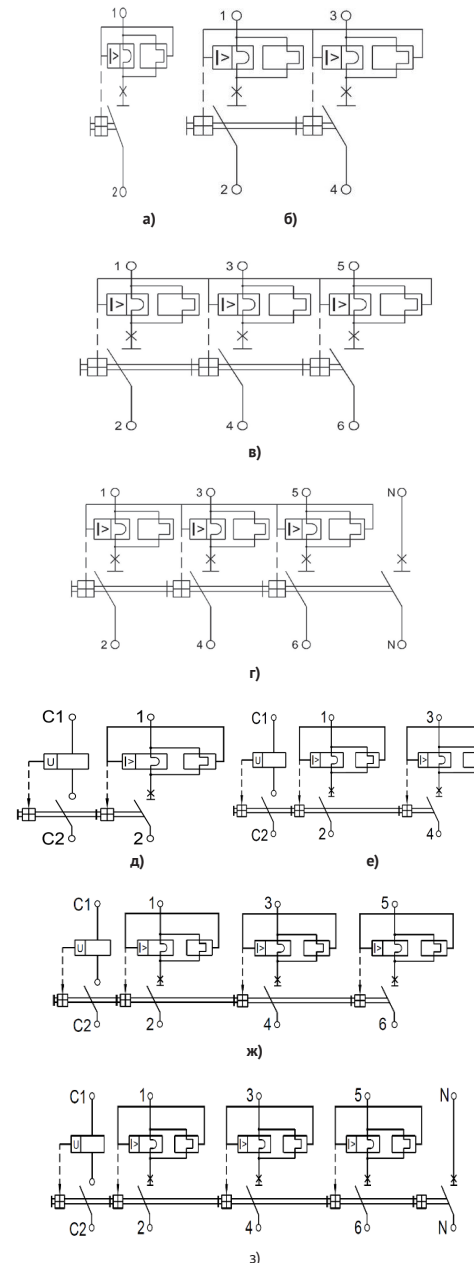 1
I>
2
а)
1 3
I> I>
2 4
б)
1 3 5
I> I> I>
2 4 6
в)
1 3 5 N
I> I> I>
2 4 6 N
г)
C1 1
U I>
C2 2
д)
C1 1 3
U I> I>
C2 2 4
е)
C1 1 3 5
U I> I> I>
C2 2 4 6
ж)
C1 1 3 5 N
U I> I> I>
C2 2 4 6 N
з)